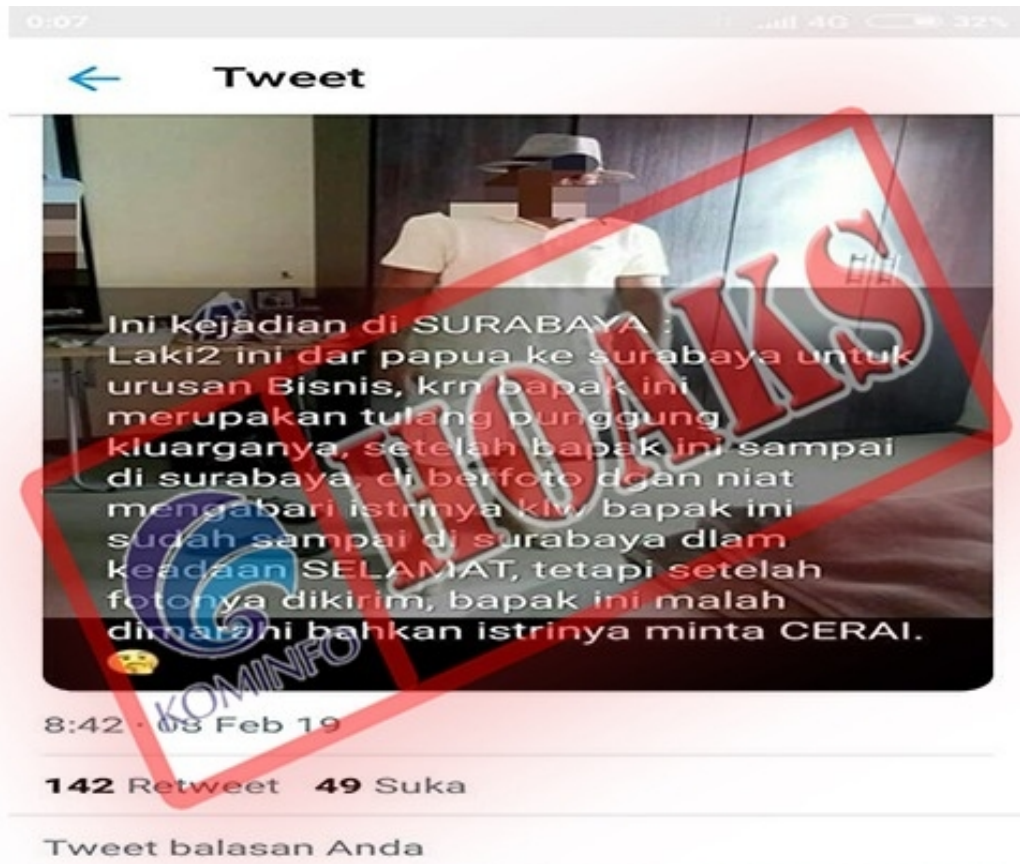 0:07
4G
32%
Tweet
Ini kejadian di SURABAYA :
Laki2 ini dar papua ke surabaya untuk
urusan Bisnis, krn bapak ini
merupakan tulang punggung
kluarganya, setelah bapak ini sampai
di surabaya, di berfoto dgan niat
mengabari istrinya klw bapak ini
sudah sampai di surabaya dlam
keadaan SELAMAT, tetapi setelah
fotonya dikirim, bapak ini malah
dimarahi bahkan istrinya minta CERAI.
HOAKS
KOMINFO
8:42 · 08 Feb 19
142 Retweet 49 Suka
Tweet balasan Anda